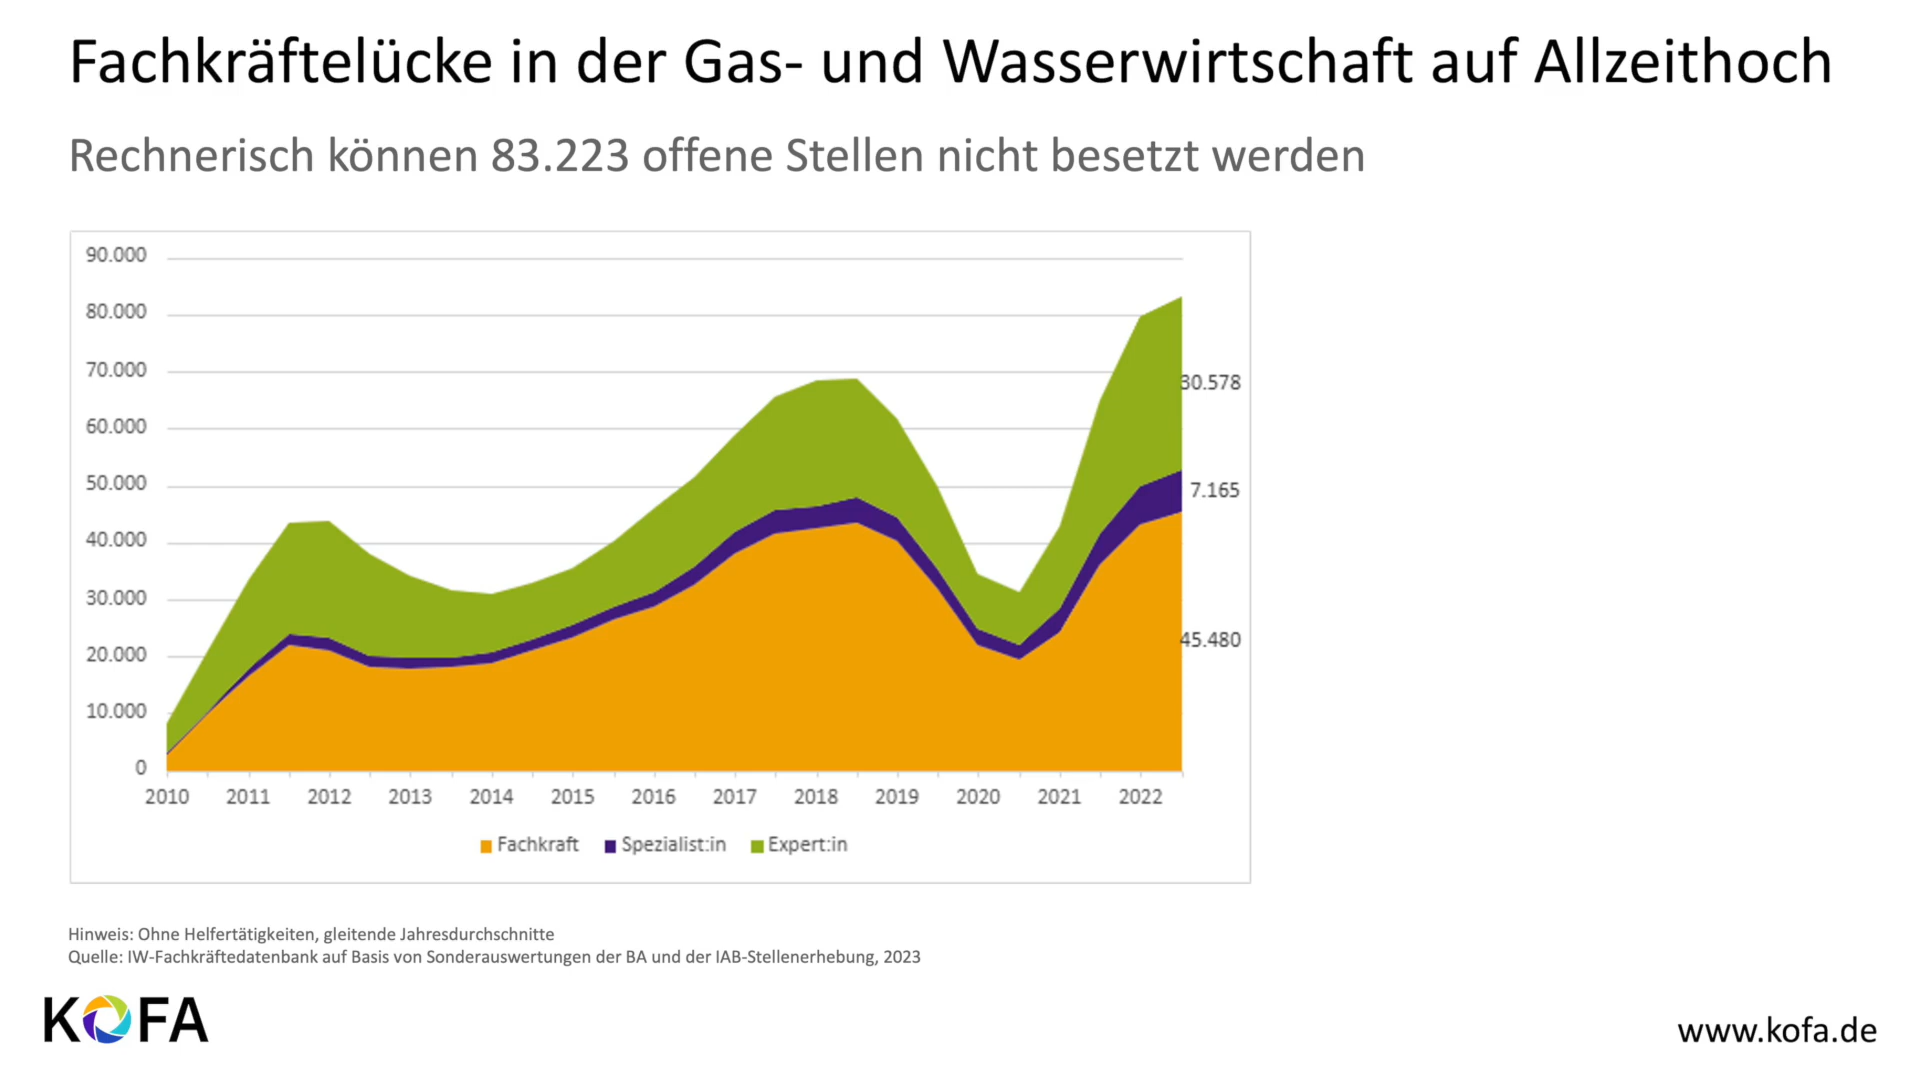 Fachkräftelücke in der Gas- und Wasserwirtschaft auf Allzeithoch
Rechnerisch können 83.223 offene Stellen nicht besetzt werden
90.000
80.000
70.000
60.000
50.000
40.000
30.000
20.000
10.000
0
30.578
7.165
45.480
2010 2011 2012 2013 2014 2015 2016 2017 2018 2019 2020 2021 2022
Fachkraft Spezialist:in Expert:in
Hinweis: Ohne Helfertätigkeiten, gleitende Jahresdurchschnitte
Quelle: IW-Fachkräftedatenbank auf Basis von Sonderauswertungen der BA und der IAB-Stellenerhebung, 2023
KOFA
www.kofa.de